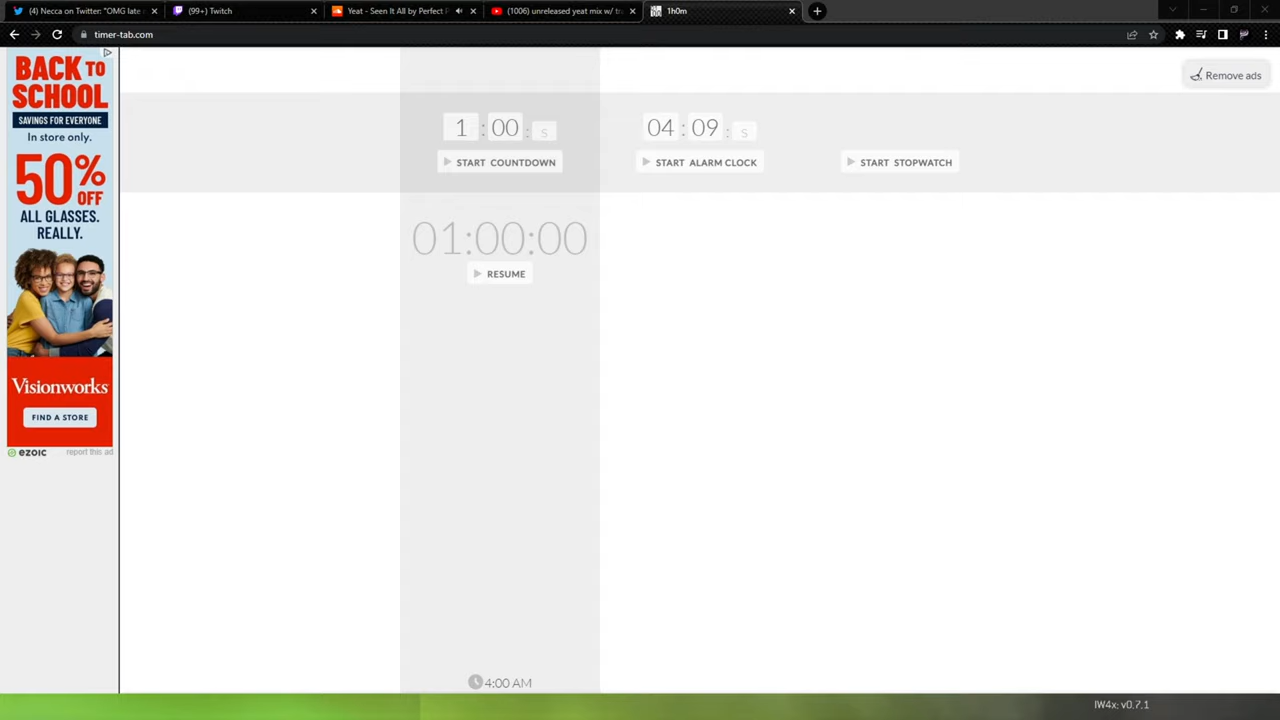 (4) Necca on Twitter: "OMG late
(99+) Twitch
Yeat - Seen It All by Perfect P
(1006) unreleased yeat mix w/ tr
1h0m
timer-tab.com
BACK TO
SCHOOL
SAVINGS FOR EVERYONE
In store only.
50% OFF
ALL GLASSES.
REALLY.
Visionworks
FIND A STORE
ezoic
report this ad
Remove ads
1 : 00 : s
START COUNTDOWN
04 : 09 : s
START ALARM CLOCK
START STOPWATCH
01:00:00
RESUME
4:00 AM
IW4x: v0.7.1